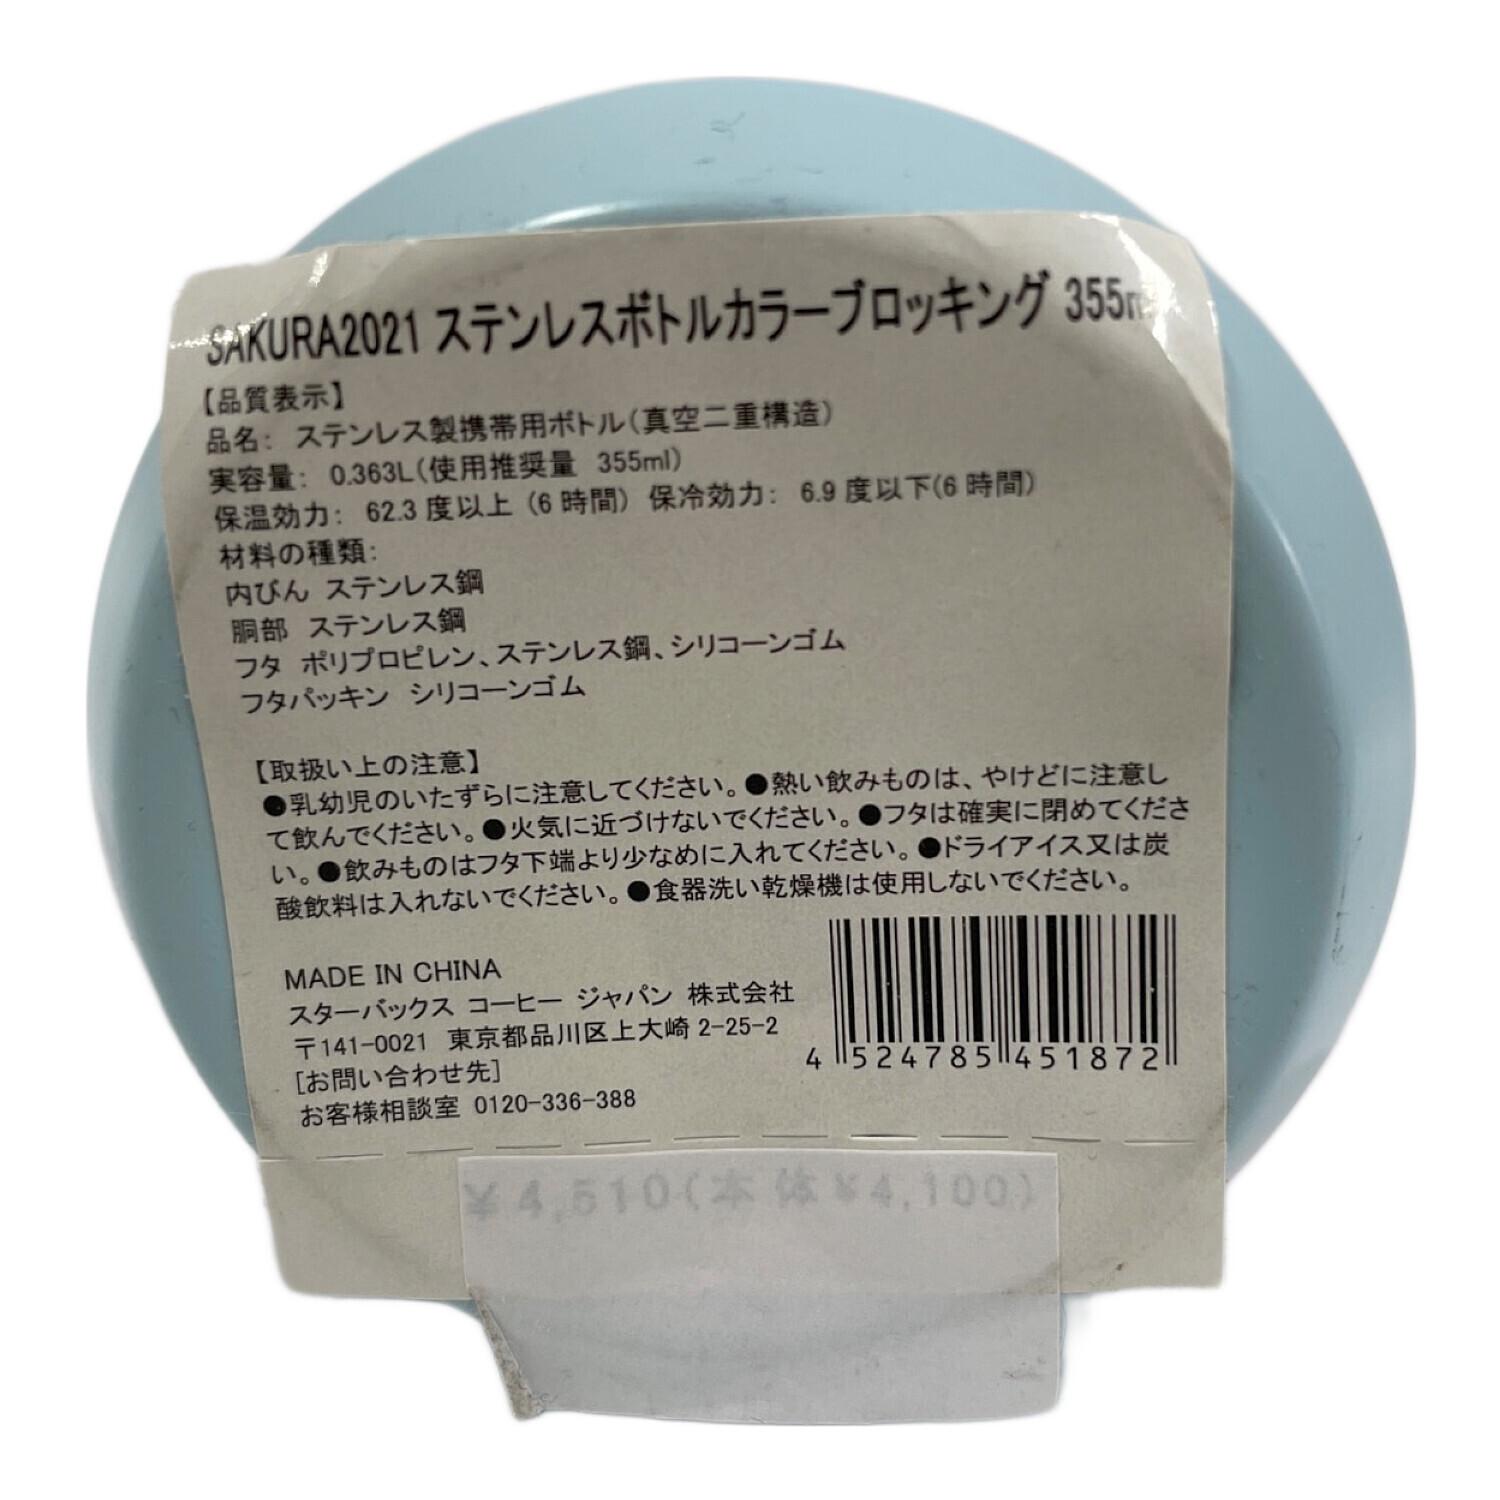 SAKURA2021 ステンレスボトルカラーブロッキング 355m
【品質表示】
品名： ステンレス製携帯用ボトル（真空二重構造）
実容量： 0.363L（使用推奨量 355ml）
保温効力： 62.3 度以上（6 時間） 保冷効力： 6.9 度以下（6 時間）
材料の種類：
内びん ステンレス鋼
胴部 ステンレス鋼
フタ ポリプロピレン、ステンレス鋼、シリコーンゴム
フタパッキン シリコーンゴム
【取扱い上の注意】
●乳幼児のいたずらに注意してください。●熱い飲みものは、やけどに注意し
て飲んでください。●火気に近づけないでください。●フタは確実に閉めてくださ
い。●飲みものはフタ下端より少なめに入れてください。●ドライアイス又は炭
酸飲料は入れないでください。●食器洗い乾燥機は使用しないでください。
MADE IN CHINA
スターバックス コーヒー ジャパン 株式会社
〒141-0021 東京都品川区上大崎 2-25-2
[お問い合わせ先]
お客様相談室 0120-336-388
4 524785 451872
￥4,510（本 体￥4,100）